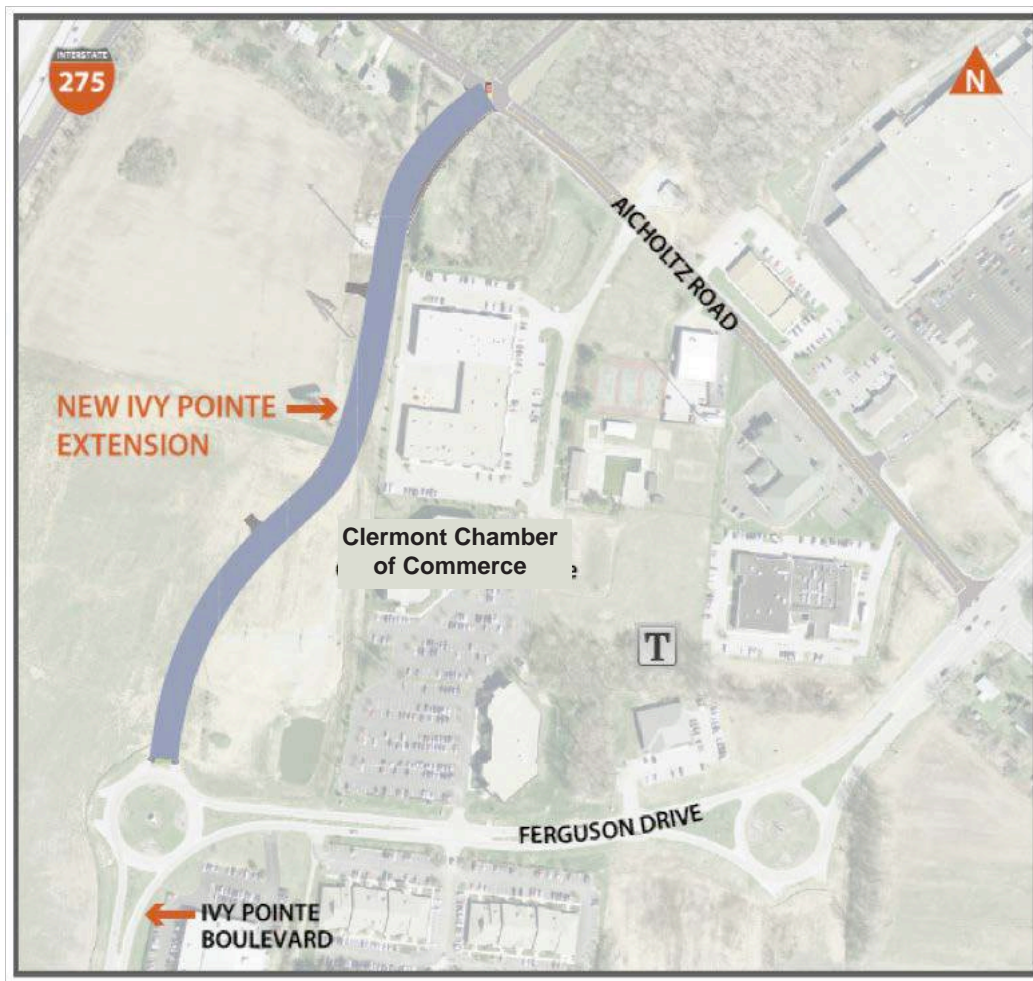 INTERSTATE
275
N
AICHOLTZ ROAD
NEW IVY POINTE
EXTENSION
Clermont Chamber
of Commerce
T
FERGUSON DRIVE
IVY POINTE
BOULEVARD